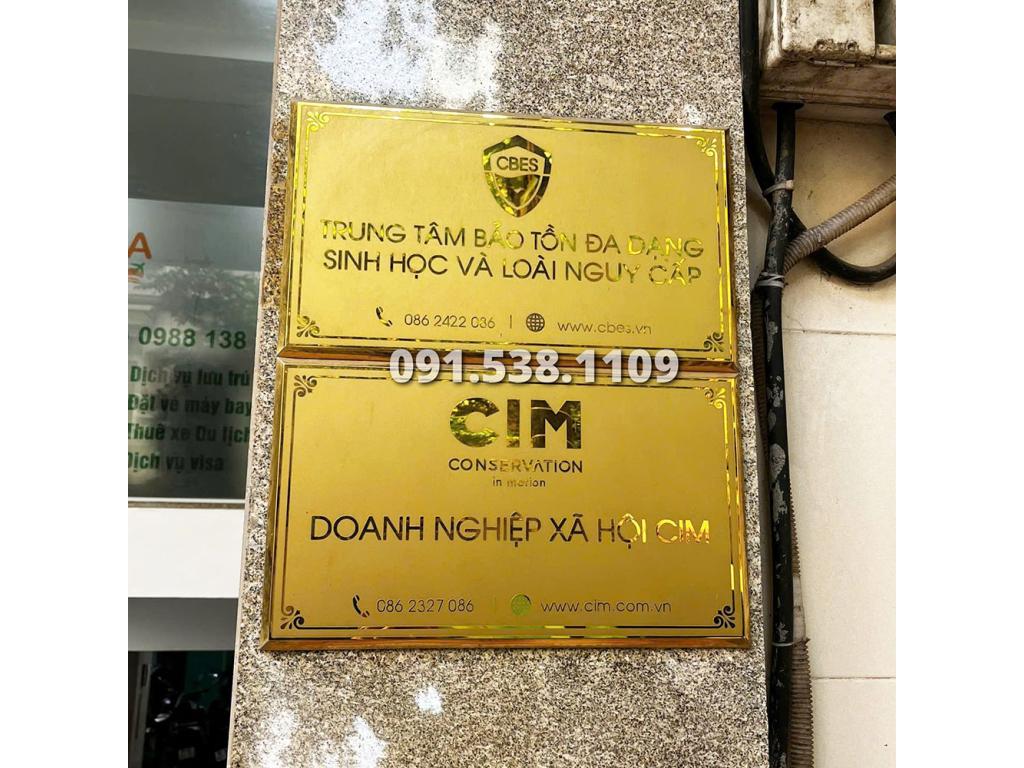 CBES
TRUNG TÂM BẢO TỒN ĐA DẠNG
SINH HỌC VÀ LOÀI NGUY CẤP
086 2422 036 | www.cbes.vn
091.538.1109
CIM
CONSERVATION
in motion
DOANH NGHIỆP XÃ HỘI CIM
086 2327 086 | www.cim.com.vn
A
0988 138
Dịch vụ lưu trú
Đặt vé máy bay
Thuê xe Du lịch
Dịch vụ visa